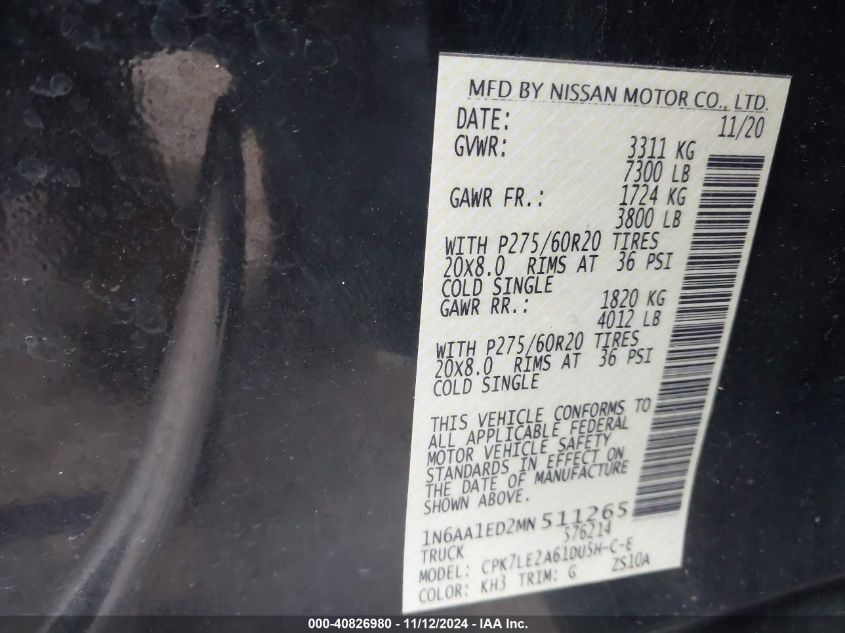 MFD BY NISSAN MOTOR CO., LTD.
DATE: 11/20
GVWR: 3311 KG
7300 LB
GAWR FR.: 1724 KG
3800 LB
WITH P275/60R20 TIRES
20X8.0 RIMS AT 36 PSI
COLD SINGLE
GAWR RR.: 1820 KG
4012 LB
WITH P275/60R20 TIRES
20X8.0 RIMS AT 36 PSI
COLD SINGLE
THIS VEHICLE CONFORMS TO
ALL APPLICABLE FEDERAL
MOTOR VEHICLE SAFETY
STANDARDS IN EFFECT ON
THE DATE OF MANUFACTURE
SHOWN ABOVE.
1N6AA1ED2MN 511265
TRUCK 576214
MODEL: CPK7LE2A61DU5H-C-E
COLOR: KH3 TRIM: G ZS10A
000-40826980 - 11/12/2024 - IAA Inc.